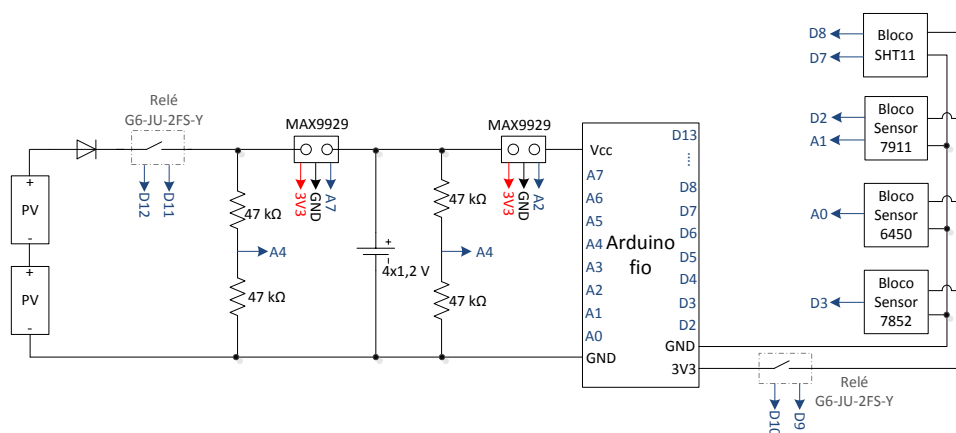 Relé
G6-JU-2FS-Y
D12
D11
+
PV
-
+
PV
-
47 kΩ
A4
47 kΩ
MAX9929
3V3
GND
A7
+
-
4x1,2 V
47 kΩ
A4
47 kΩ
MAX9929
3V3
GND
A2
Vcc
A7
A6
A5
A4
A3
A2
A1
A0
GND
Arduino
fio
D13
....
D8
D7
D6
D5
D4
D3
D2
GND
3V3
D8
D7
Bloco
SHT11
D2
A1
Bloco
Sensor
7911
A0
Bloco
Sensor
6450
D3
Bloco
Sensor
7852
Relé
G6-JU-2FS-Y
D10
D9